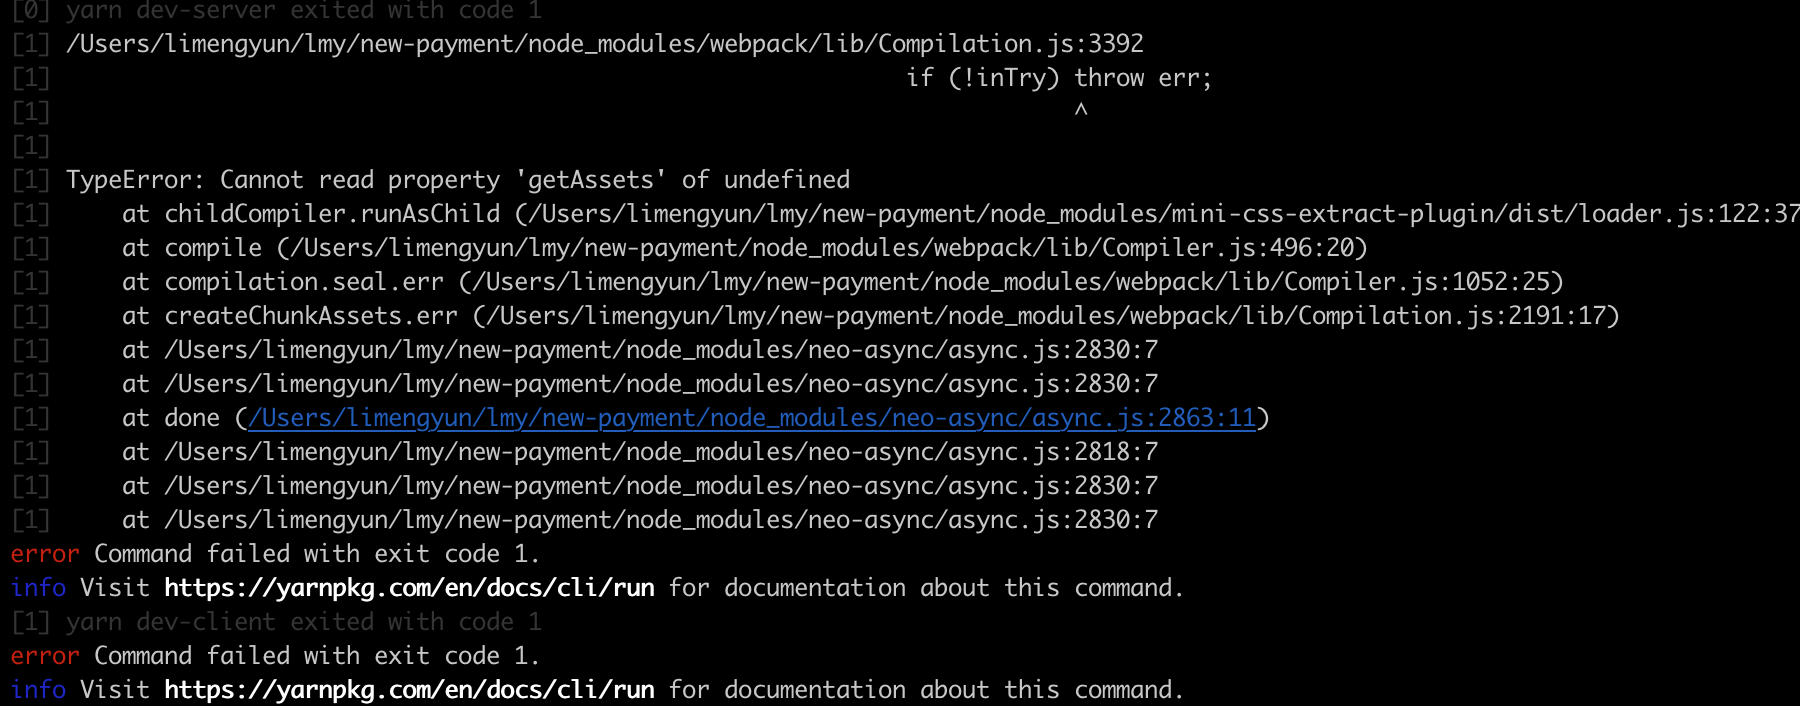 [0] yarn dev-server exited with code 1
[1] /Users/limengyun/lmy/new-payment/node_modules/webpack/lib/Compilation.js:3392
[1] if (!inTry) throw err;
[1] ^
[1]
[1] TypeError: Cannot read property 'getAssets' of undefined
[1] at childCompiler.runAsChild (/Users/limengyun/lmy/new-payment/node_modules/mini-css-extract-plugin/dist/loader.js:122:37
[1] at compile (/Users/limengyun/lmy/new-payment/node_modules/webpack/lib/Compiler.js:496:20)
[1] at compilation.seal.err (/Users/limengyun/lmy/new-payment/node_modules/webpack/lib/Compiler.js:1052:25)
[1] at createChunkAssets.err (/Users/limengyun/lmy/new-payment/node_modules/webpack/lib/Compilation.js:2191:17)
[1] at /Users/limengyun/lmy/new-payment/node_modules/neo-async/async.js:2830:7
[1] at /Users/limengyun/lmy/new-payment/node_modules/neo-async/async.js:2830:7
[1] at done (/Users/limengyun/lmy/new-payment/node_modules/neo-async/async.js:2863:11)
[1] at /Users/limengyun/lmy/new-payment/node_modules/neo-async/async.js:2818:7
[1] at /Users/limengyun/lmy/new-payment/node_modules/neo-async/async.js:2830:7
[1] at /Users/limengyun/lmy/new-payment/node_modules/neo-async/async.js:2830:7
error Command failed with exit code 1.
info Visit https://yarnpkg.com/en/docs/cli/run for documentation about this command.
[1] yarn dev-client exited with code 1
error Command failed with exit code 1.
info Visit https://yarnpkg.com/en/docs/cli/run for documentation about this command.